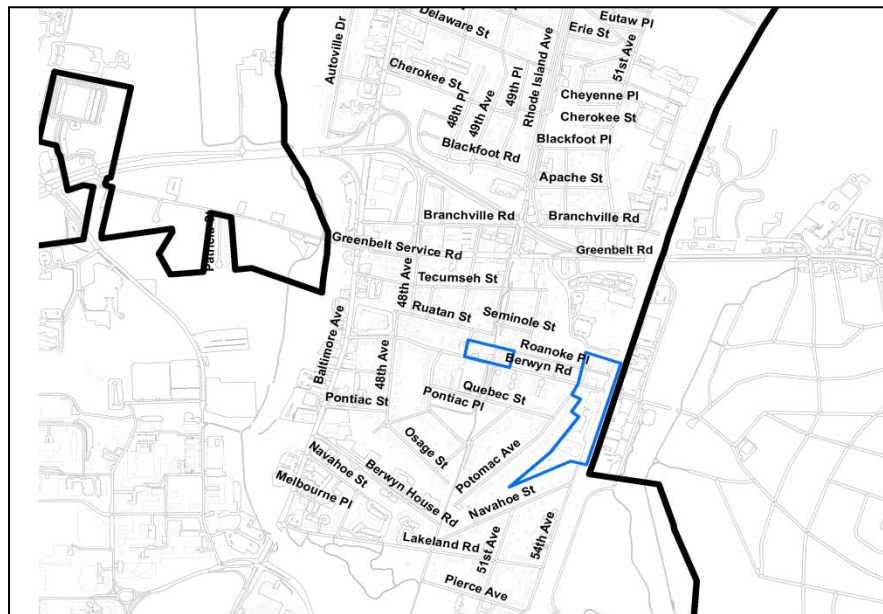 Delaware St
Eutaw Pl
Erie St
51st Ave
Autoville Dr
Rhode Island Ave
Cherokee St
48th Pl
49th Ave
49th Pl
Cheyenne Pl
Cherokee St
Blackfoot Pl
Blackfoot Rd
Apache St
Branchville Rd
Branchville Rd
Greenbelt Service Rd
Greenbelt Rd
48th Ave
Tecumseh St
Ruatan St
Seminole St
Roanoke Pl
Berwyn Rd
Baltimore Ave
48th Ave
Quebec St
Pontiac Pl
Pontiac St
Osage St
Potomac Ave
Navahoe St
Berwyn House Rd
Melbourne Pl
Navahoe St
Lakeland Rd
51st Ave
54th Ave
Pierce Ave